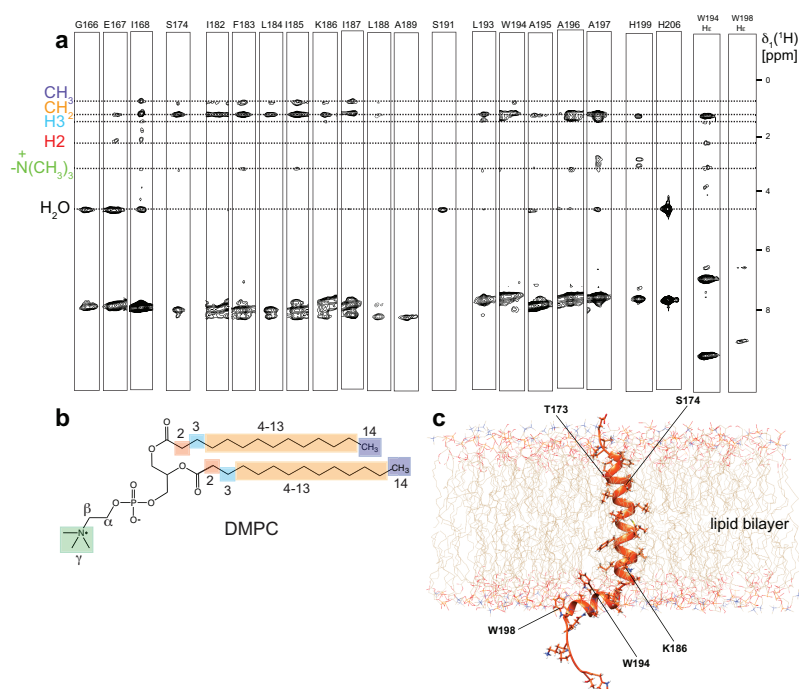 G166 E167 I168 S174 I182 F183 L184 I185 K186 I187 L188 A189 S191 L193 W194 A195 A196 A197 H199 H206 W194 Hε W198 Hε
a
δ₁(¹H)
[ppm]
0
CH₃
CH₂
H3
2
H2
+
-N(CH₃)₃
4
H₂O
6
8
b
O
2
3
4-13
14
CH₃
O
O
O
2
3
4-13
14
CH₃
O
O
P
O
O-
β
α
N•
γ
DMPC
c
T173
S174
lipid bilayer
W198
W194
K186